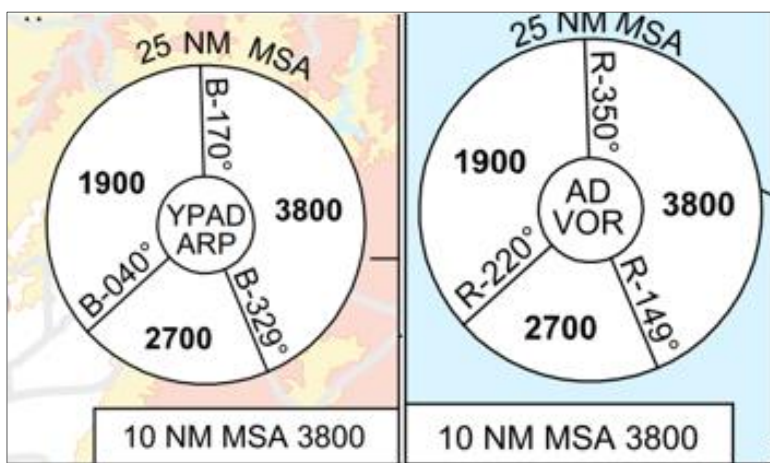 25 NM MSA
B-170°
1900
3800
YPAD
ARP
B-040°
B-329°
2700
10 NM MSA 3800
25 NM MSA
R-350°
1900
3800
AD
VOR
R-220°
R-149°
2700
10 NM MSA 3800